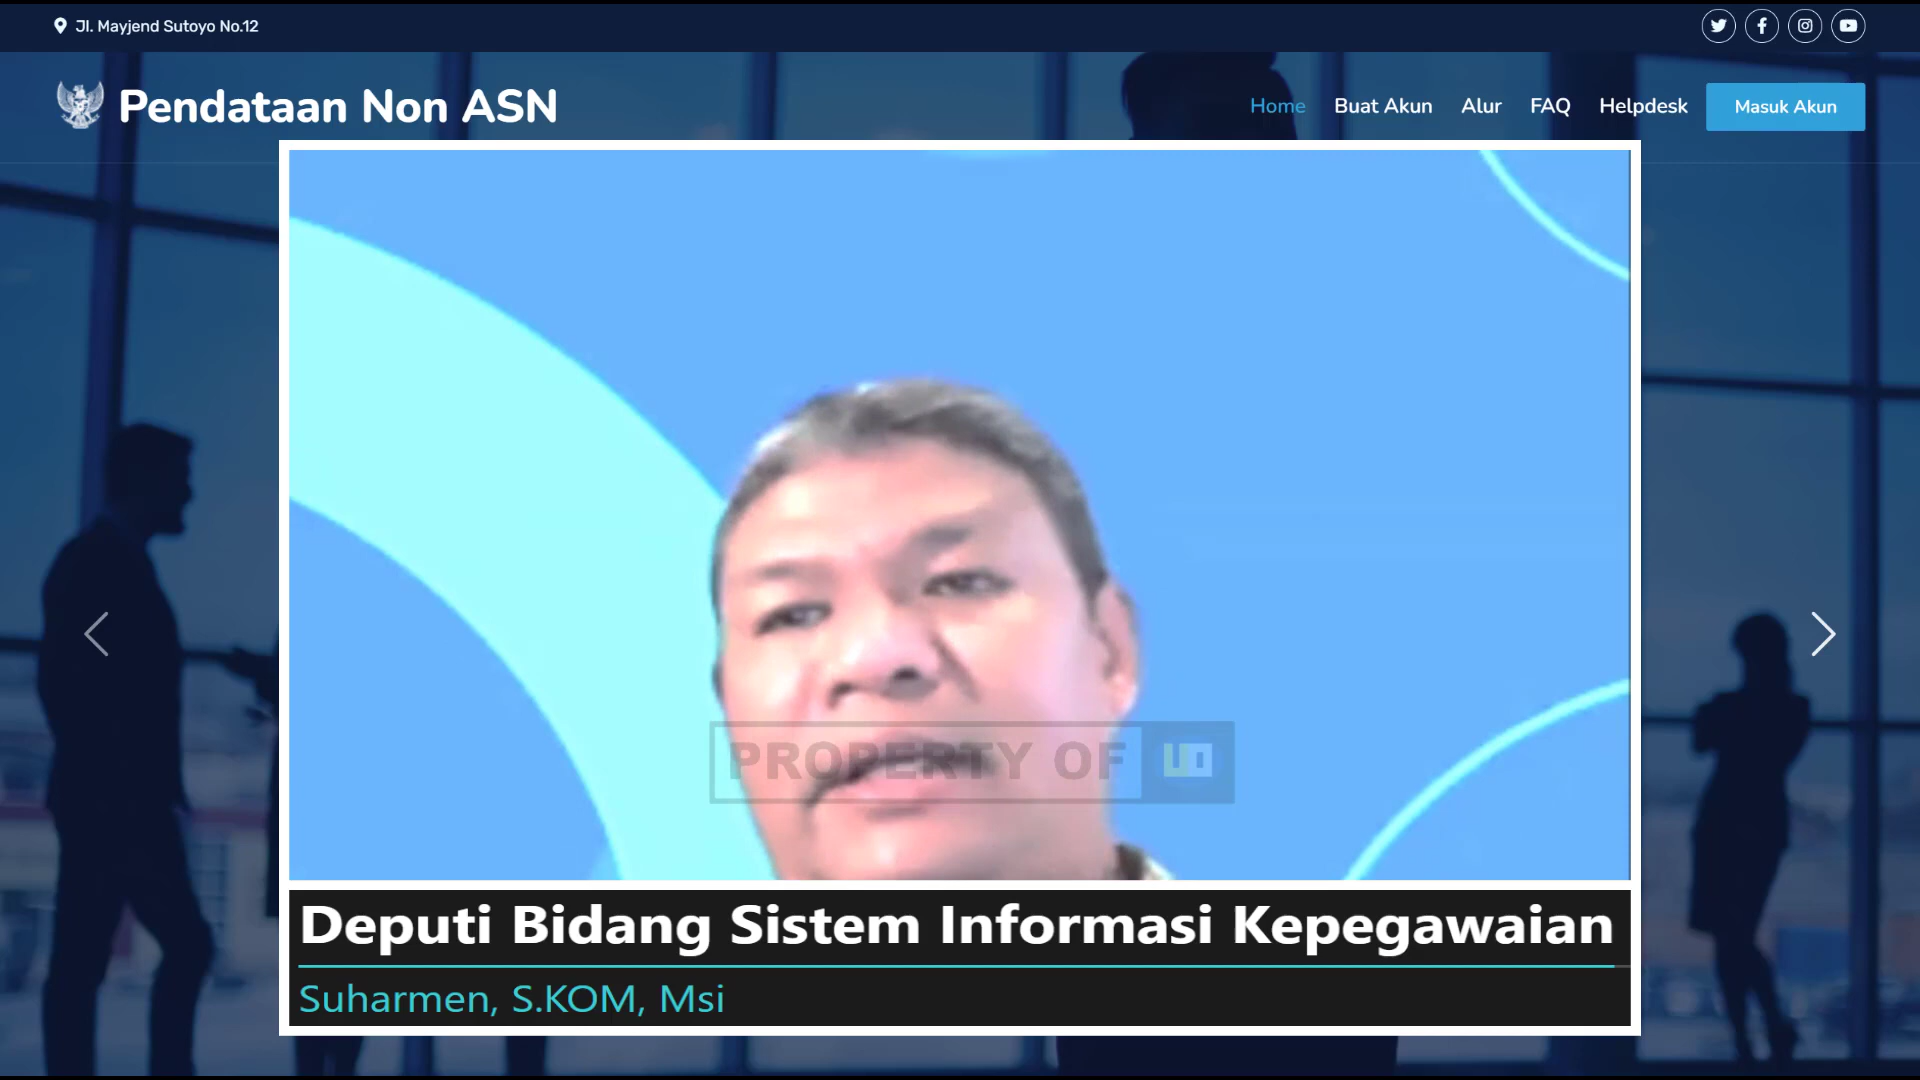 Jl. Mayjend Sutoyo No.12
Pendataan Non ASN
Home Buat Akun Alur FAQ Helpdesk Masuk Akun
PROPERTY OF UD
Deputi Bidang Sistem Informasi Kepegawaian
Suharmen, S.KOM, Msi